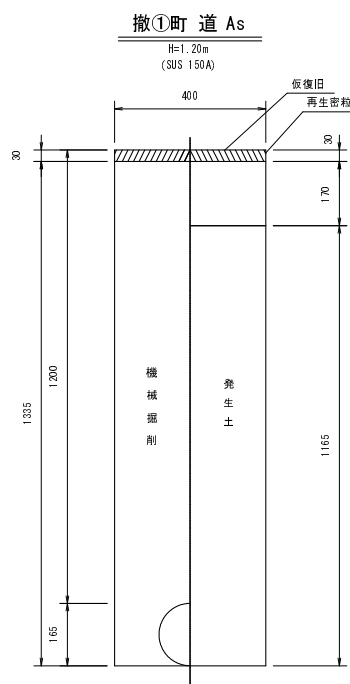 撤①町 道 As
H=1.20m
(SUS 150A)
400
仮復旧
再生密粒
30
30
170
1200
1335
1165
機械掘削
発生土
165